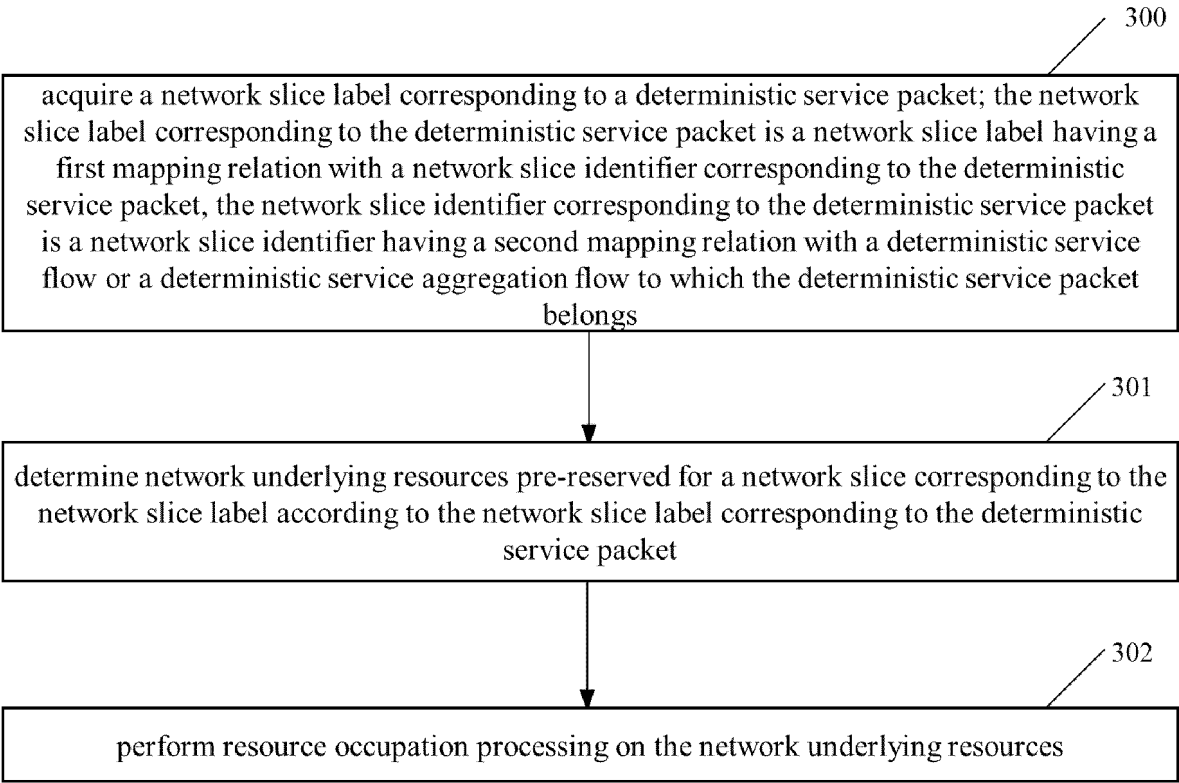 300
acquire a network slice label corresponding to a deterministic service packet; the network
slice label corresponding to the deterministic service packet is a network slice label having a
first mapping relation with a network slice identifier corresponding to the deterministic
service packet, the network slice identifier corresponding to the deterministic service packet
is a network slice identifier having a second mapping relation with a deterministic service
flow or a deterministic service aggregation flow to which the deterministic service packet
belongs
301
determine network underlying resources pre-reserved for a network slice corresponding to the
network slice label according to the network slice label corresponding to the deterministic
service packet
302
perform resource occupation processing on the network underlying resources